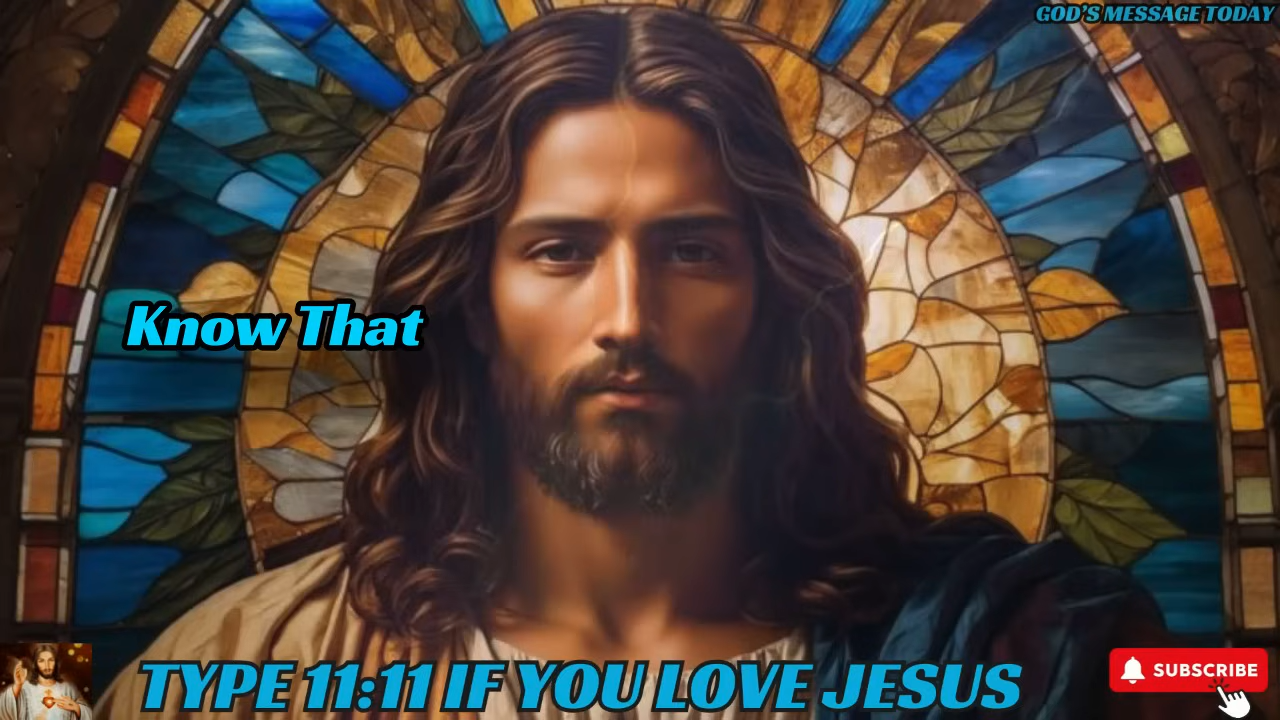 GOD'S MESSAGE TODAY
Know That
TYPE 11:11 IF YOU LOVE JESUS
SUBSCRIBE